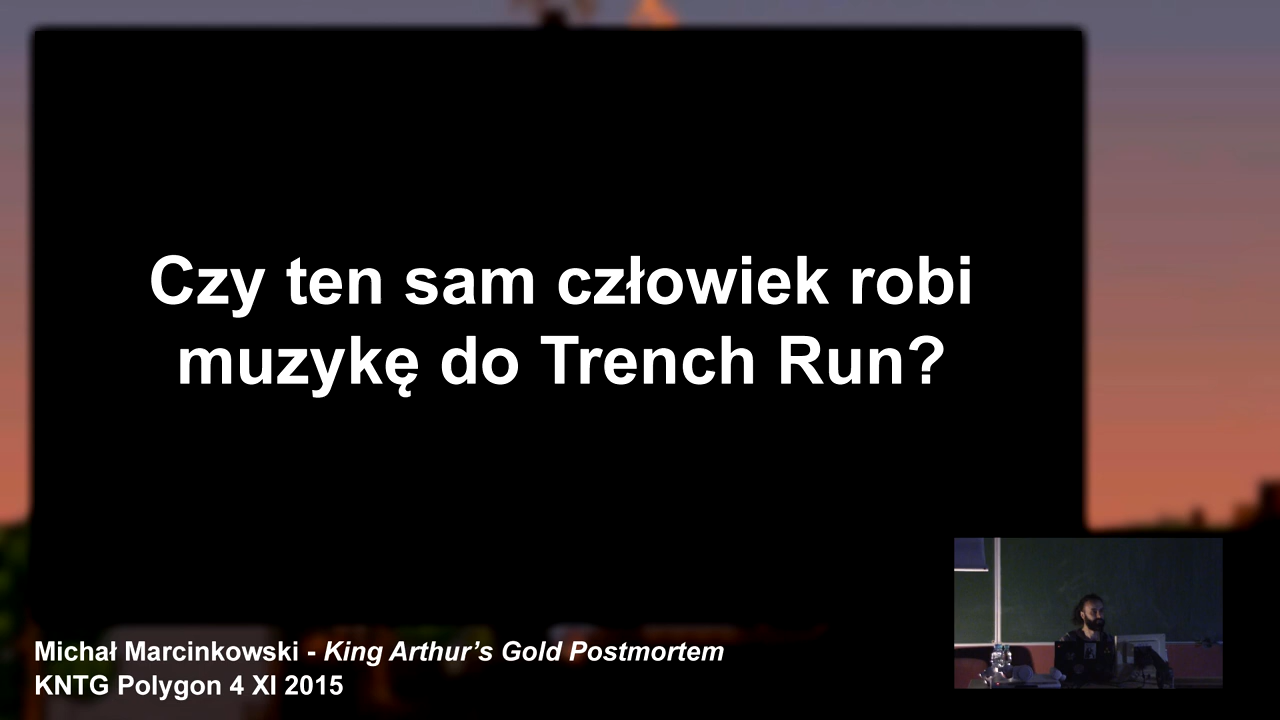 Czy ten sam człowiek robi
muzykę do Trench Run?
Michał Marcinkowski - King Arthur's Gold Postmortem
KNTG Polygon 4 XI 2015